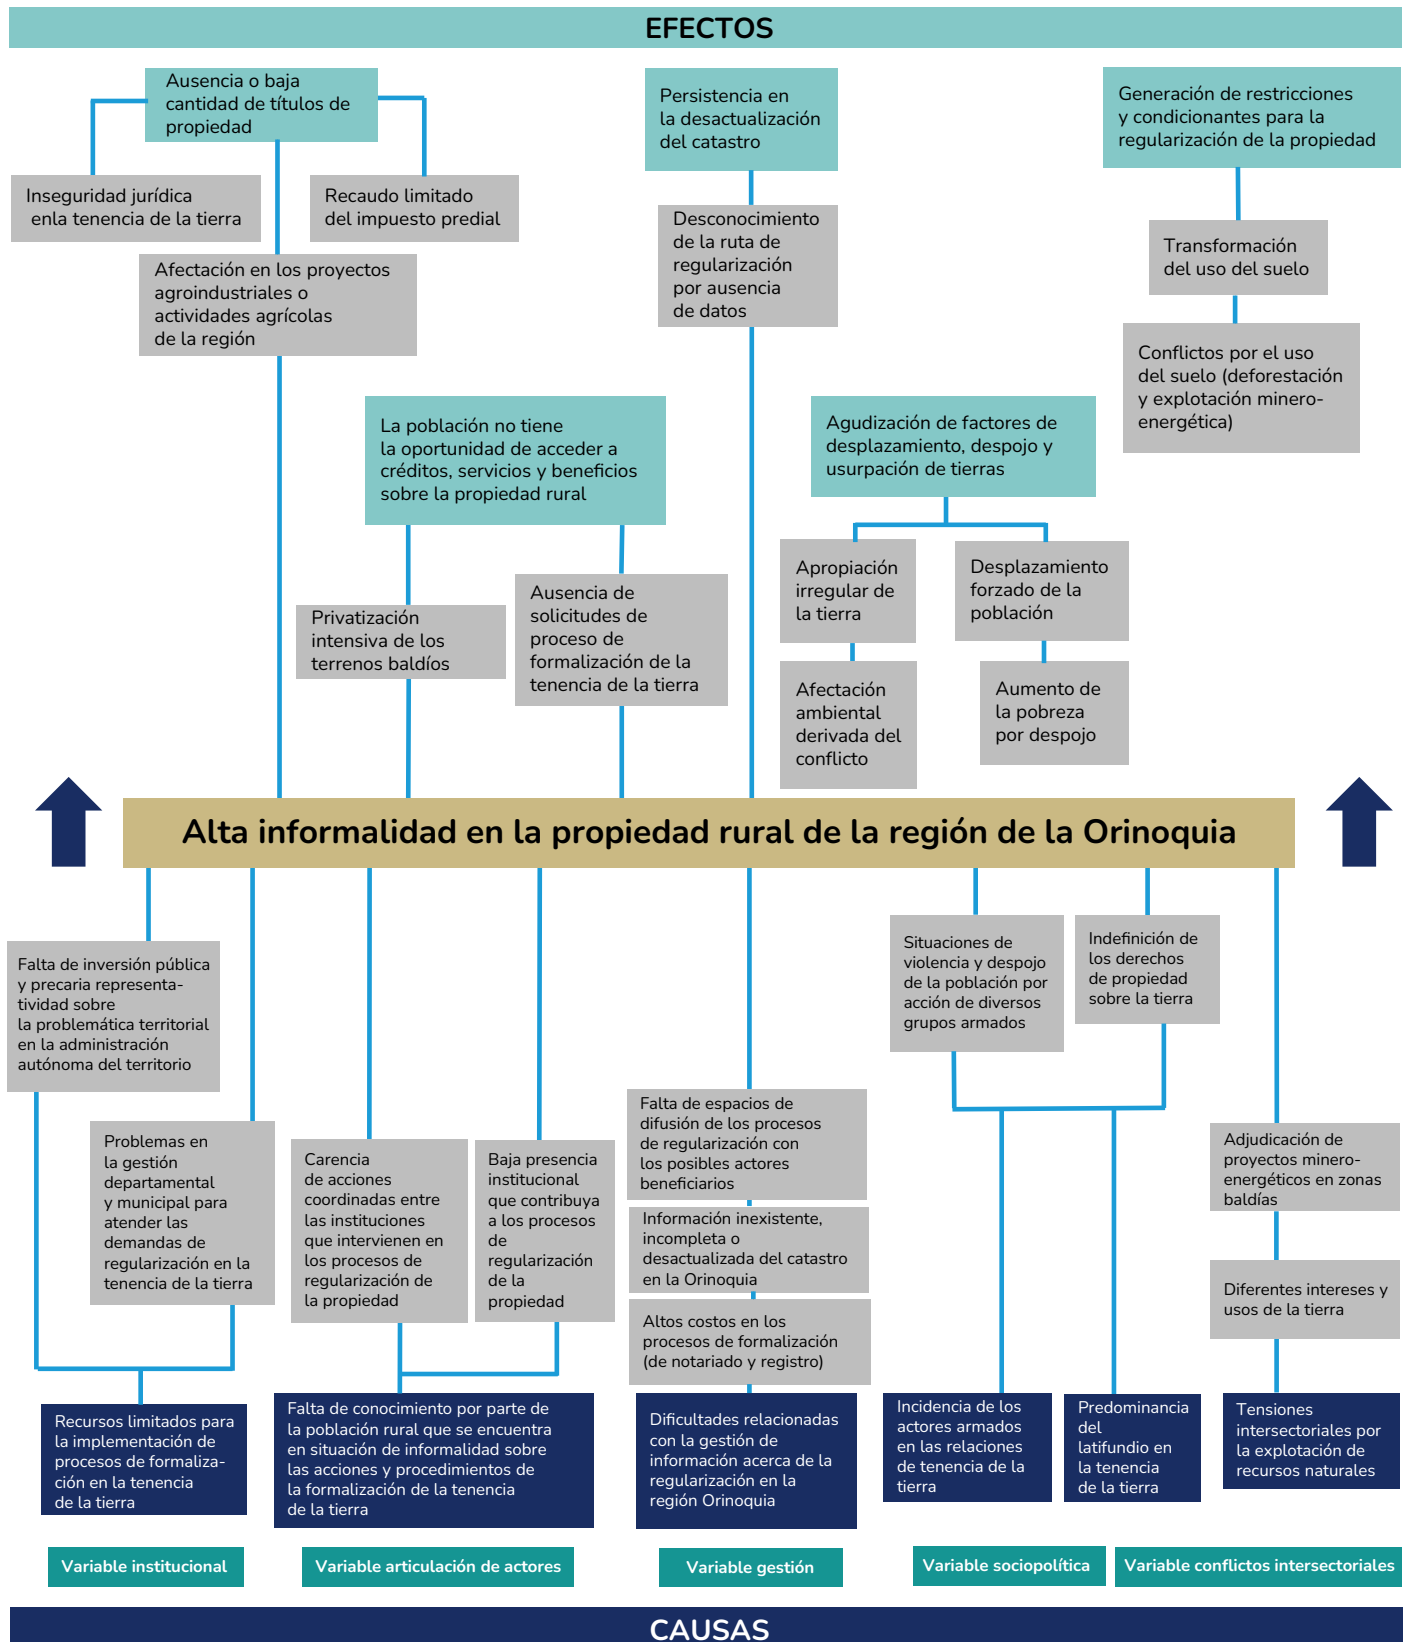 EFECTOS
Ausencia o baja
cantidad de títulos de
propiedad
Persistencia en
la desactualización
del catastro
Generación de restricciones
y condicionantes para la
regularización de la propiedad
Inseguridad jurídica
enla tenencia de la tierra
Recaudo limitado
del impuesto predial
Desconocimiento
de la ruta de
regularización
por ausencia
de datos
Transformación
del uso del suelo
Afectación en los proyectos
agroindustriales o
actividades agrícolas
de la región
Conflictos por el uso
del suelo (deforestación
y explotación minero-
energética)
La población no tiene
la oportunidad de acceder a
créditos, servicios y beneficios
sobre la propiedad rural
Agudización de factores de
desplazamiento, despojo y
usurpación de tierras
Privatización
intensiva de los
terrenos baldíos
Ausencia de
solicitudes de
proceso de
formalización de la
tenencia de la tierra
Apropiación
irregular de
la tierra
Desplazamiento
forzado de la
población
Afectación
ambiental
derivada del
conflicto
Aumento de
la pobreza
por despojo
Alta informalidad en la propiedad rural de la región de la Orinoquia
Falta de inversión pública
y precaria representa-
tividad sobre
la problemática territorial
en la administración
autónoma del territorio
Situaciones de
violencia y despojo
de la población por
acción de diversos
grupos armados
Indefinición de
los derechos
de propiedad
sobre la tierra
Problemas en
la gestión
departamental
y municipal para
atender las
demandas de
regularización en la
tenencia de la tierra
Carencia
de acciones
coordinadas entre
las instituciones
que intervienen en
los procesos de
regularización de
la propiedad
Baja presencia
institucional
que contribuya
a los procesos
de
regularización
de la
propiedad
Falta de espacios de
difusión de los procesos
de regularización con
los posibles actores
beneficiarios
Información inexistente,
incompleta o
desactualizada del catastro
en la Orinoquia
Altos costos en los
procesos de formalización
(de notariado y registro)
Adjudicación de
proyectos minero-
energéticos en zonas
baldías
Diferentes intereses y
usos de la tierra
Recursos limitados para
la implementación de
procesos de formaliza-
ción en la tenencia
de la tierra
Falta de conocimiento por parte de
la población rural que se encuentra
en situación de informalidad sobre
las acciones y procedimientos de
la formalización de la tenencia
de la tierra
Dificultades relacionadas
con la gestión de
información acerca de la
regularización en la
región Orinoquia
Incidencia de los
actores armados
en las relaciones
de tenencia de la
tierra
Predominancia
del
latifundio en
la tenencia
de la tierra
Tensiones
intersectoriales por
la explotación de
recursos naturales
Variable institucional
Variable articulación de actores
Variable gestión
Variable sociopolítica
Variable conflictos intersectoriales
CAUSAS